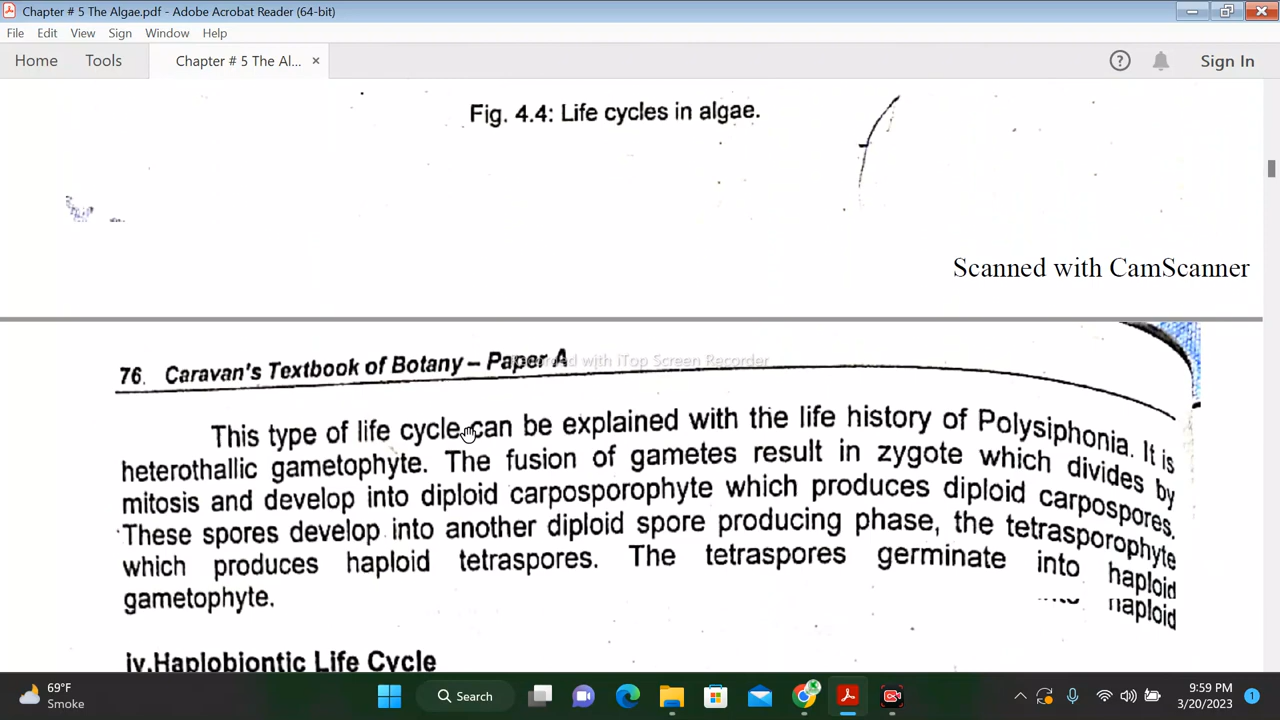 Chapter # 5 The Algae.pdf - Adobe Acrobat Reader (64-bit)
File Edit View Sign Window Help
Home Tools Chapter # 5 The Al... × Sign In
Fig. 4.4: Life cycles in algae.
Scanned with CamScanner
Recorded with iTop Screen Recorder
76. Caravan's Textbook of Botany – Paper A
This type of life cycle can be explained with the life history of Polysiphonia. It is
heterothallic gametophyte. The fusion of gametes result in zygote which divides by
mitosis and develop into diploid carposporophyte which produces diploid carpospores.
These spores develop into another diploid spore producing phase, the tetrasporophyte
which produces haploid tetraspores. The tetraspores germinate into haploid
gametophyte. haploid
iv. Haplobiontic Life Cycle
69°F
Smoke
Search
9:59 PM
3/20/2023
1